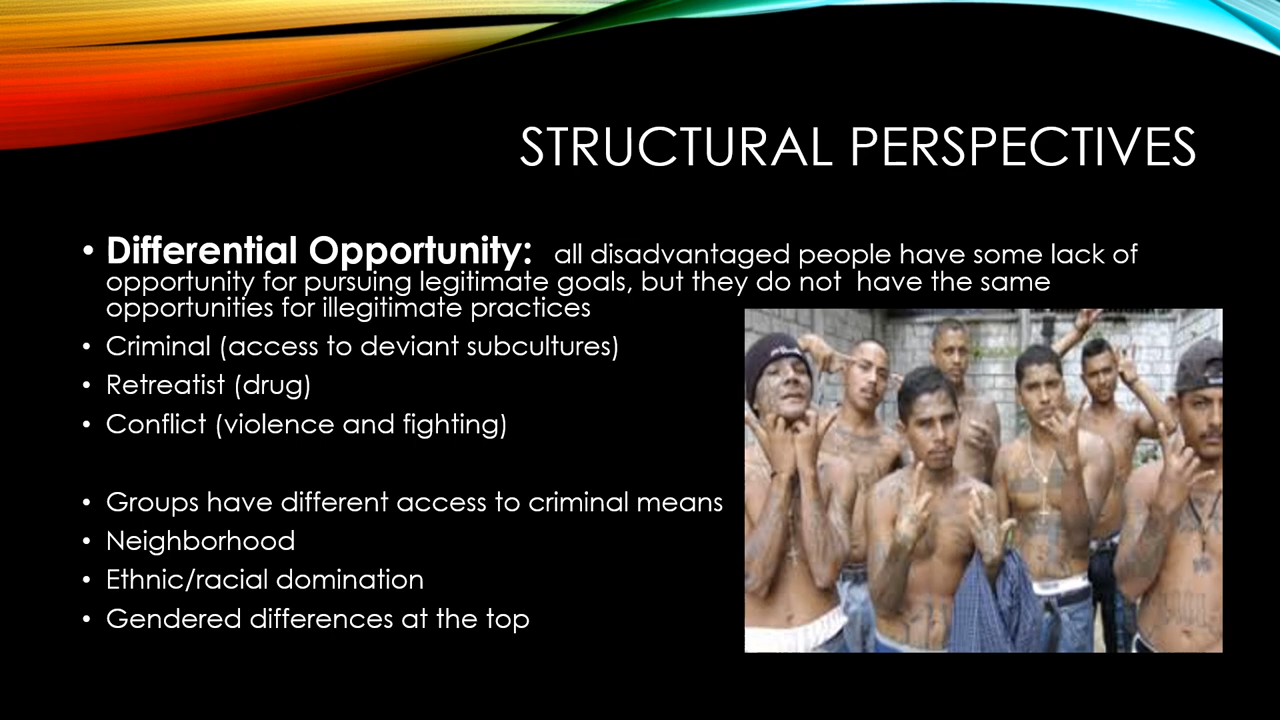 STRUCTURAL PERSPECTIVES
• Differential Opportunity: all disadvantaged people have some lack of
opportunity for pursuing legitimate goals, but they do not  have the same
opportunities for illegitimate practices
• Criminal (access to deviant subcultures)
• Retreatist (drug)
• Conflict (violence and fighting)
• Groups have different access to criminal means
• Neighborhood
• Ethnic/racial domination
• Gendered differences at the top